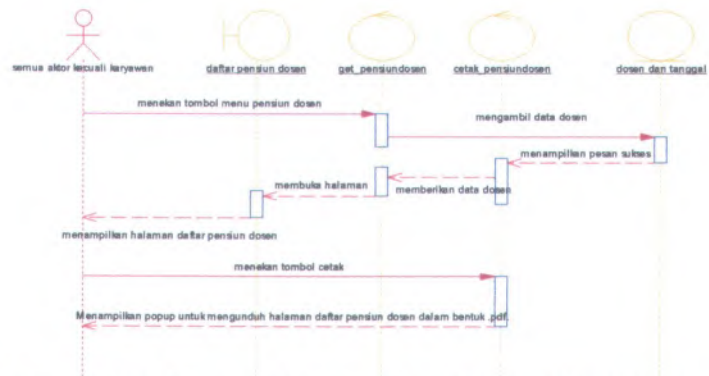 semua aktor kecuali karyawan
daftar pensiun dosen
get_pensiundosen
cetak_pensiundosen
dosen dan tanggal
menekan tombol menu pensiun dosen
mengambil data dosen
menampilkan pesan sukses
memberikan data dosen
membuka halaman
menampilkan halaman daftar pensiun dosen
menekan tombol cetak
Menampilkan popup untuk mengunduh halaman daftar pensiun dosen dalam bentuk .pdf.